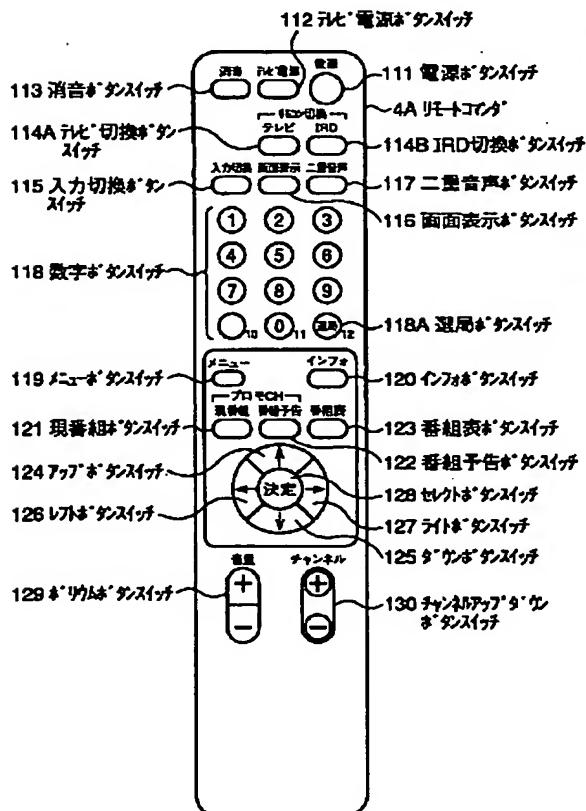 112 ﾃﾚﾋﾞ電源ﾎﾞﾀﾝｽｲｯﾁ
消音
ﾃﾚﾋﾞ電源
電源
111 電源ﾎﾞﾀﾝｽｲｯﾁ
113 消音ﾎﾞﾀﾝｽｲｯﾁ
4A ﾘﾓｰﾄｺﾏﾝﾀﾞ
ﾘﾓｺﾝ切換
テレビ
IRD
114A ﾃﾚﾋﾞ切換ﾎﾞﾀﾝ
ｽｲｯﾁ
114B IRD切換ﾎﾞﾀﾝｽｲｯﾁ
入力切換
画面表示
二重音声
115 入力切換ﾎﾞﾀﾝ
ｽｲｯﾁ
117 二重音声ﾎﾞﾀﾝｽｲｯﾁ
116 画面表示ﾎﾞﾀﾝｽｲｯﾁ
1 2 3
4 5 6
118 数字ﾎﾞﾀﾝｽｲｯﾁ
7 8 9
10 0 11 選局 12
118A 選局ﾎﾞﾀﾝｽｲｯﾁ
メニュー
インフォ
119 ﾒﾆｭｰﾎﾞﾀﾝｽｲｯﾁ
120 ｲﾝﾌｫﾎﾞﾀﾝｽｲｯﾁ
プロモCH
現番組
番組予告
番組表
121 現番組ﾎﾞﾀﾝｽｲｯﾁ
123 番組表ﾎﾞﾀﾝｽｲｯﾁ
122 番組予告ﾎﾞﾀﾝｽｲｯﾁ
124 ｱｯﾌﾟﾎﾞﾀﾝｽｲｯﾁ
決定
128 ｾﾚｸﾄﾎﾞﾀﾝｽｲｯﾁ
126 ﾚﾌﾄﾎﾞﾀﾝｽｲｯﾁ
127 ﾗｲﾄﾎﾞﾀﾝｽｲｯﾁ
125 ﾀﾞｳﾝﾎﾞﾀﾝｽｲｯﾁ
音量
チャンネル
129 ﾎﾞﾘｳﾑﾎﾞﾀﾝｽｲｯﾁ
+ +
− −
130 ﾁｬﾝﾈﾙｱｯﾌﾟﾀﾞｳﾝ
ﾎﾞﾀﾝｽｲｯﾁ